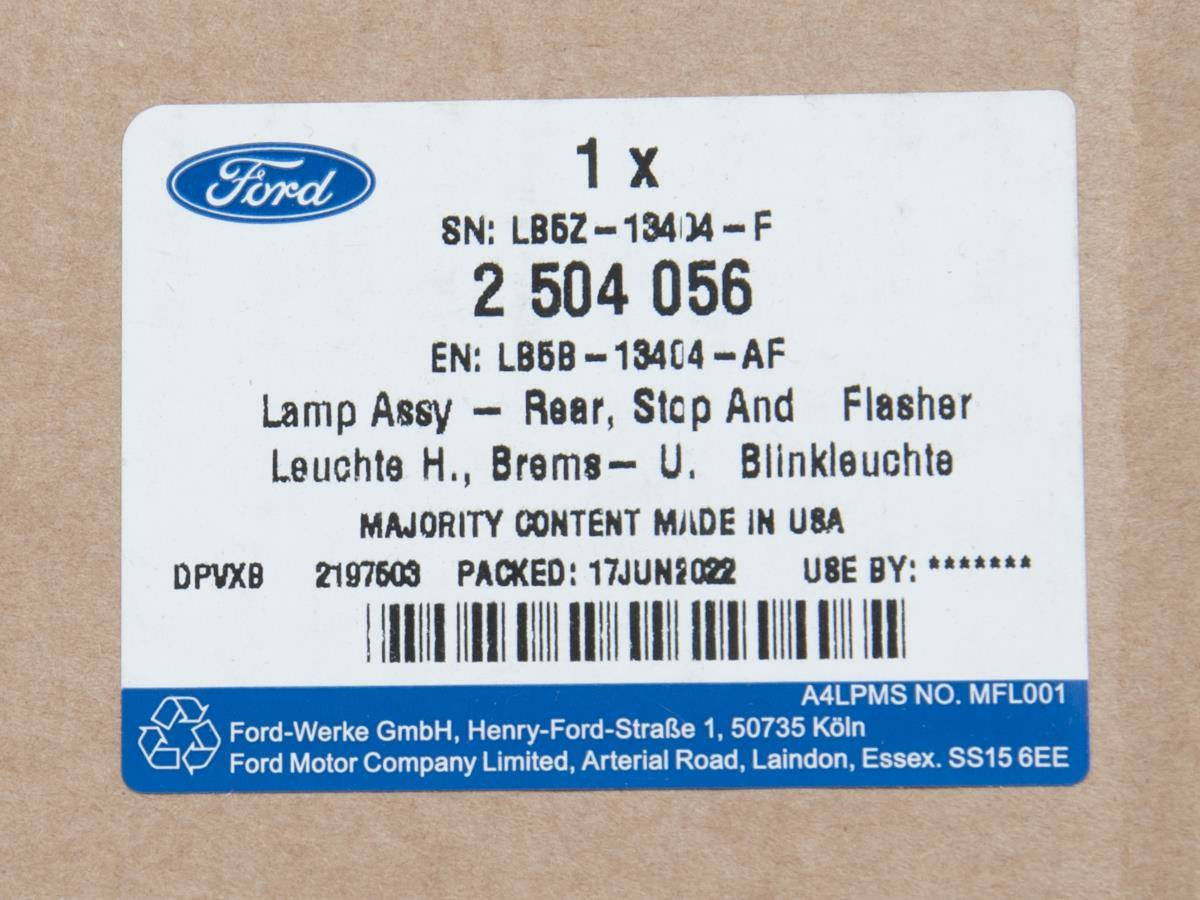 Ford
1 x
SN: LB5Z-13404-F
2 504 056
EN: LB5B-13404-AF
Lamp Assy - Rear, Stop And Flasher
Leuchte H., Brems- U. Blinkleuchte
MAJORITY CONTENT MADE IN USA
DPVXB 2197503 PACKED: 17JUN2022 USE BY: *******
A4LPMS NO. MFL001
Ford-Werke GmbH, Henry-Ford-Straße 1, 50735 Köln
Ford Motor Company Limited, Arterial Road, Laindon, Essex. SS15 6EE